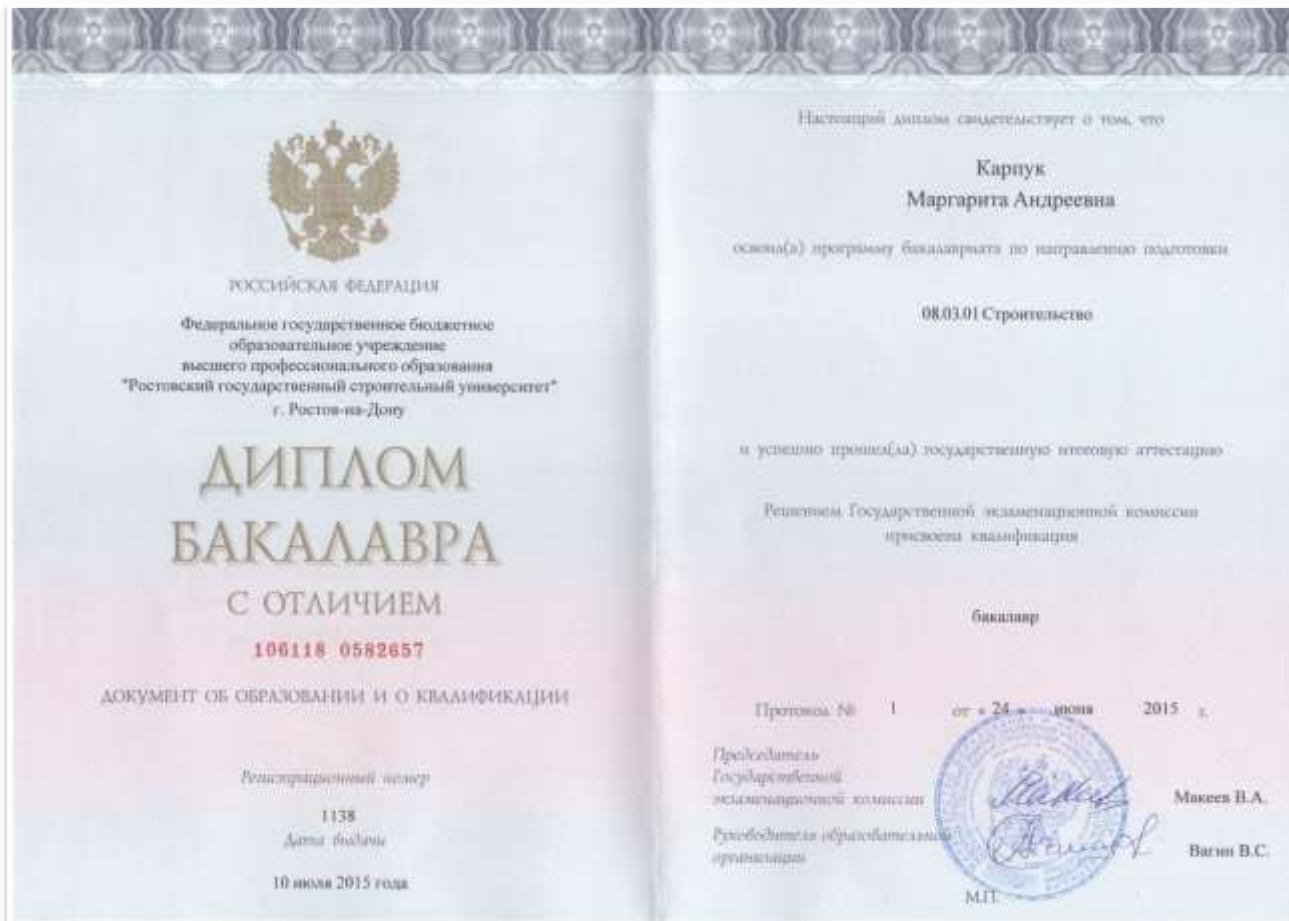 РОССИЙСКАЯ ФЕДЕРАЦИЯ
Федеральное государственное бюджетное
образовательное учреждение
высшего профессионального образования
"Ростовский государственный строительный университет"
г. Ростов-на-Дону
ДИПЛОМ
БАКАЛАВРА
С ОТЛИЧИЕМ
106118 0582657
ДОКУМЕНТ ОБ ОБРАЗОВАНИИ И О КВАЛИФИКАЦИИ
Регистрационный номер
1138
Дата выдачи
10 июля 2015 года
Настоящий диплом свидетельствует о том, что
Карпук
Маргарита Андреевна
освоил(а) программу бакалавриата по направлению подготовки
08.03.01 Строительство
и успешно прошел(ла) государственную итоговую аттестацию
Решением Государственной экзаменационной комиссии
присвоена квалификация
бакалавр
Протокол № 1 от « 24 » июня 2015 г.
Председатель
Государственной
экзаменационной комиссии
Макеев В.А.
Руководитель образовательной
организации
Вагин В.С.
М.П.